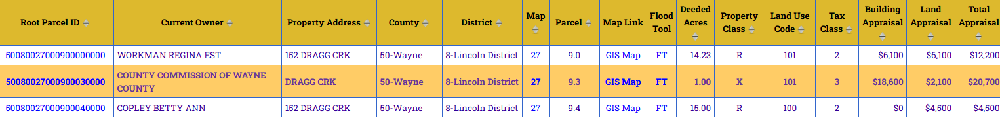 Root Parcel ID Current Owner Property Address County District Map Parcel Map Link Flood Tool Deeded Acres Property Class Land Use Code Tax Class Building Appraisal Land Appraisal Total Appraisal
50080027000900000000 WORKMAN REGINA EST 152 DRAGG CRK 50-Wayne 8-Lincoln District 27 9.0 GIS Map FT 14.23 R 101 2 $6,100 $6,100 $12,200
50080027000900030000 COUNTY COMMISSION OF WAYNE COUNTY DRAGG CRK 50-Wayne 8-Lincoln District 27 9.3 GIS Map FT 1.00 X 101 3 $18,600 $2,100 $20,700
50080027000900040000 COPLEY BETTY ANN 152 DRAGG CRK 50-Wayne 8-Lincoln District 27 9.4 GIS Map FT 15.00 R 100 2 $0 $4,500 $4,500